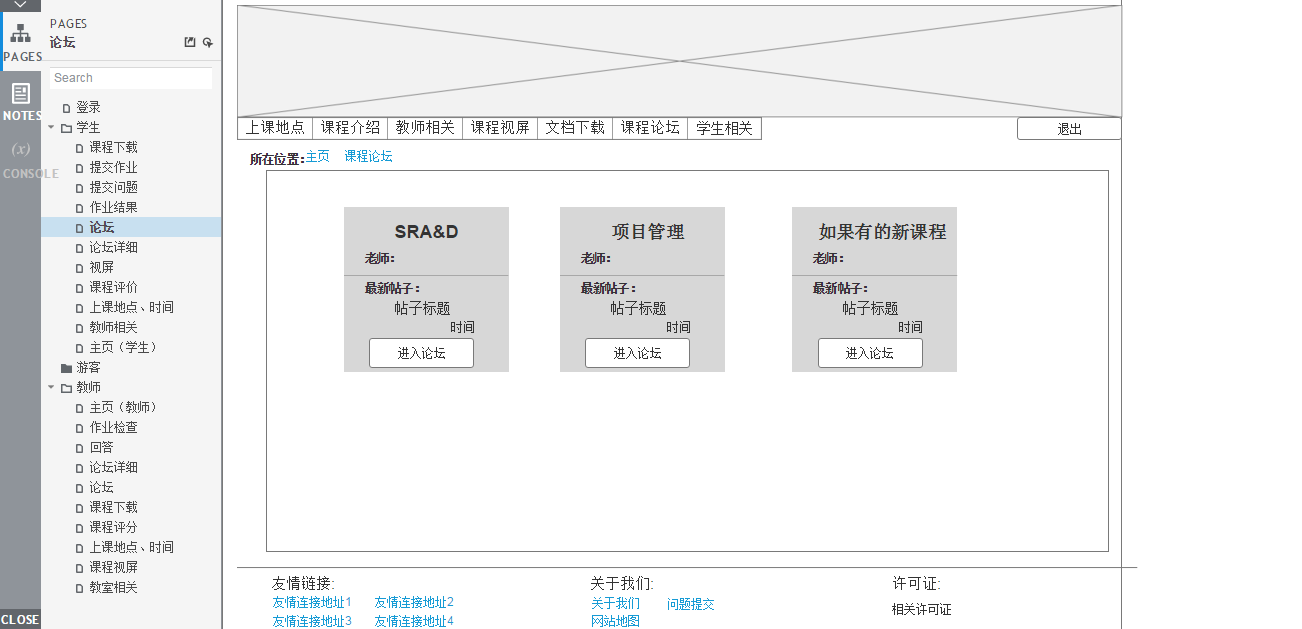 PAGES
论坛
PAGES
Search
NOTES
(x)
CONSOLE
CLOSE
登录
学生
课程下载
提交作业
提交问题
作业结果
论坛
论坛详细
视屏
课程评价
上课地点、时间
教师相关
主页（学生）
游客
教师
主页（教师）
作业检查
回答
论坛详细
论坛
课程下载
课程评分
上课地点、时间
课程视屏
教室相关
上课地点 课程介绍 教师相关 课程视屏 文档下载 课程论坛 学生相关 退出
所在位置: 主页 课程论坛
SRA&D
老师:
最新帖子:
帖子标题
时间
进入论坛
项目管理
老师:
最新帖子:
帖子标题
时间
进入论坛
如果有的新课程
老师:
最新帖子:
帖子标题
时间
进入论坛
友情链接:
友情连接地址1 友情连接地址2
友情连接地址3 友情连接地址4
关于我们:
关于我们 问题提交
网站地图
许可证:
相关许可证